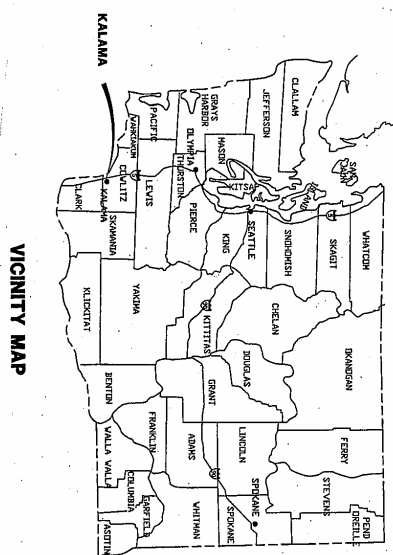 KALAMA
CLALLAM
JEFFERSON
GRAYS
HARBOR
MASON
KITSAP
OLYMPIA
THURSTON
PACIFIC
WAHKIAKUM
LEWIS
COWLITZ
KALAMA
CLARK
SKAMANIA
PIERCE
KING
SEATTLE
SNOHOMISH
ISLAND
SAN
JUAN
SKAGIT
WHATCOM
CHELAN
KITTITAS
YAKIMA
KLICKITAT
OKANOGAN
DOUGLAS
GRANT
BENTON
FERRY
LINCOLN
ADAMS
FRANKLIN
WALLA WALLA
STEVENS
PEND
OREILLE
SPOKANE
SPOKANE
WHITMAN
COLUMBIA
GARFIELD
ASOTIN
VICINITY MAP